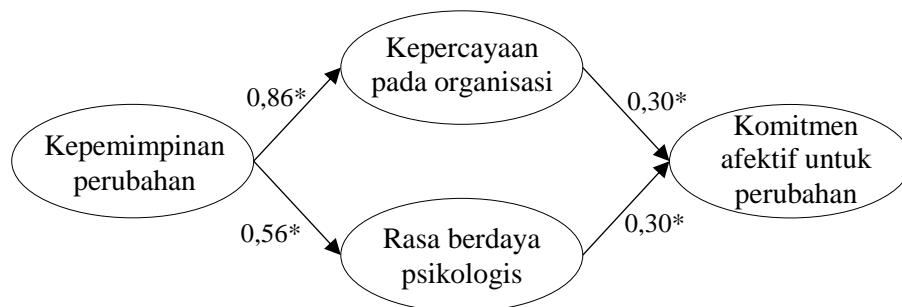 Kepemimpinan
perubahan
0,86*
0,56*
Kepercayaan
pada organisasi
Rasa berdaya
psikologis
0,30*
0,30*
Komitmen
afektif untuk
perubahan